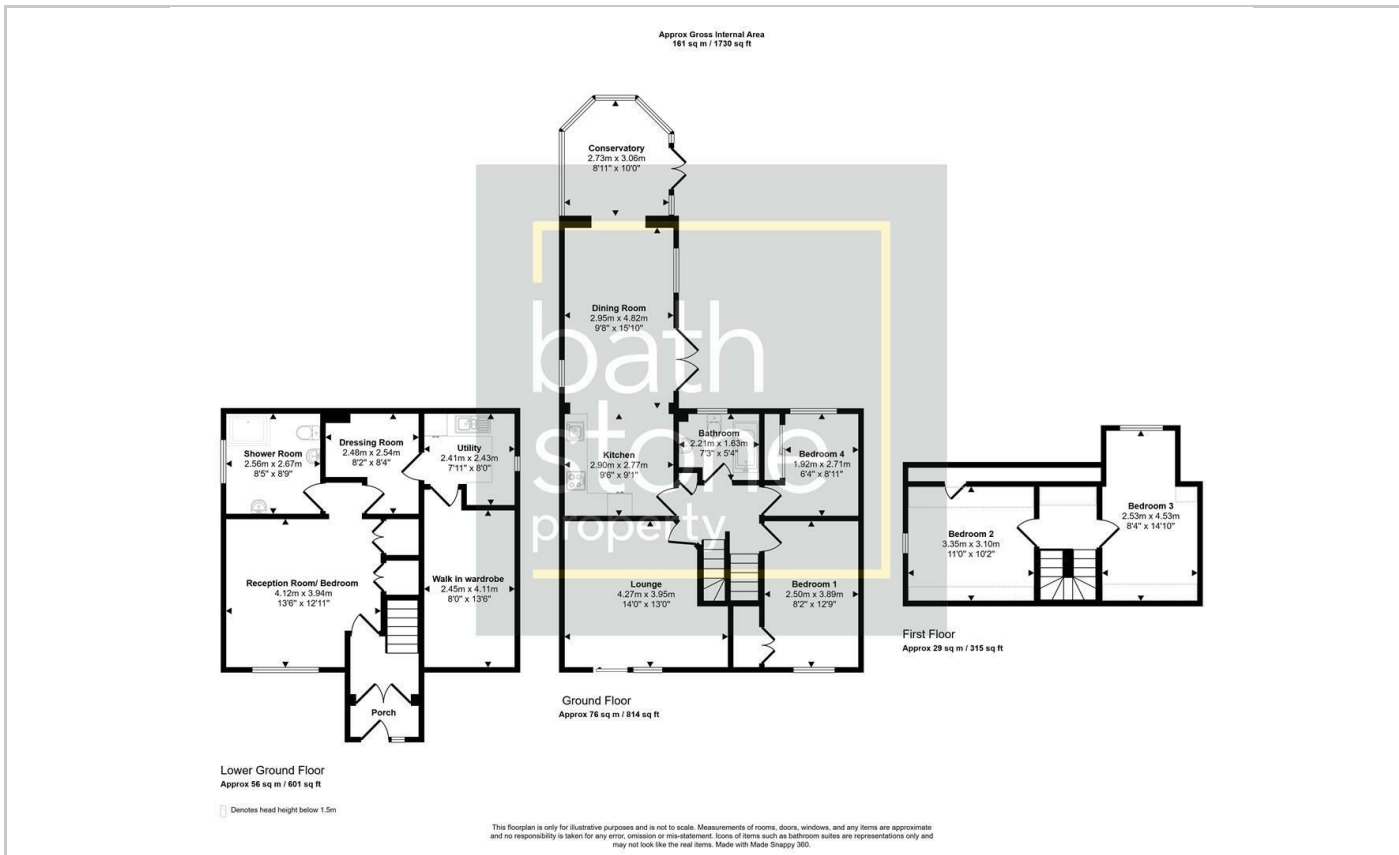 Approx Gross Internal Area
161 sq m / 1730 sq ft
Conservatory
2.73m x 3.06m
8'11" x 10'0"
Dining Room
2.95m x 4.82m
9'8" x 15'10"
bath
stone
property
Shower Room
2.56m x 2.67m
8'5" x 8'9"
Dressing Room
2.48m x 2.54m
8'2" x 8'4"
Utility
2.41m x 2.43m
7'11" x 8'0"
Reception Room/ Bedroom
4.12m x 3.94m
13'6" x 12'11"
Walk in wardrobe
2.45m x 4.11m
8'0" x 13'6"
Porch
Lower Ground Floor
Approx 56 sq m / 601 sq ft
Denotes head height below 1.5m
Kitchen
2.90m x 2.77m
9'6" x 9'1"
Bathroom
2.21m x 1.63m
7'3" x 5'4"
Bedroom 4
1.92m x 2.71m
6'4" x 8'11"
Lounge
4.27m x 3.95m
14'0" x 13'0"
Bedroom 1
2.50m x 3.89m
8'2" x 12'9"
Ground Floor
Approx 76 sq m / 814 sq ft
Bedroom 2
3.35m x 3.10m
11'0" x 10'2"
Bedroom 3
2.53m x 4.53m
8'4" x 14'10"
First Floor
Approx 29 sq m / 315 sq ft
This floorplan is only for illustrative purposes and is not to scale. Measurements of rooms, doors, windows, and any items are approximate
and no responsibility is taken for any error, omission or mis-statement. Icons of items such as bathroom suites are representations only and
may not look like the real items. Made with Made Snappy 360.